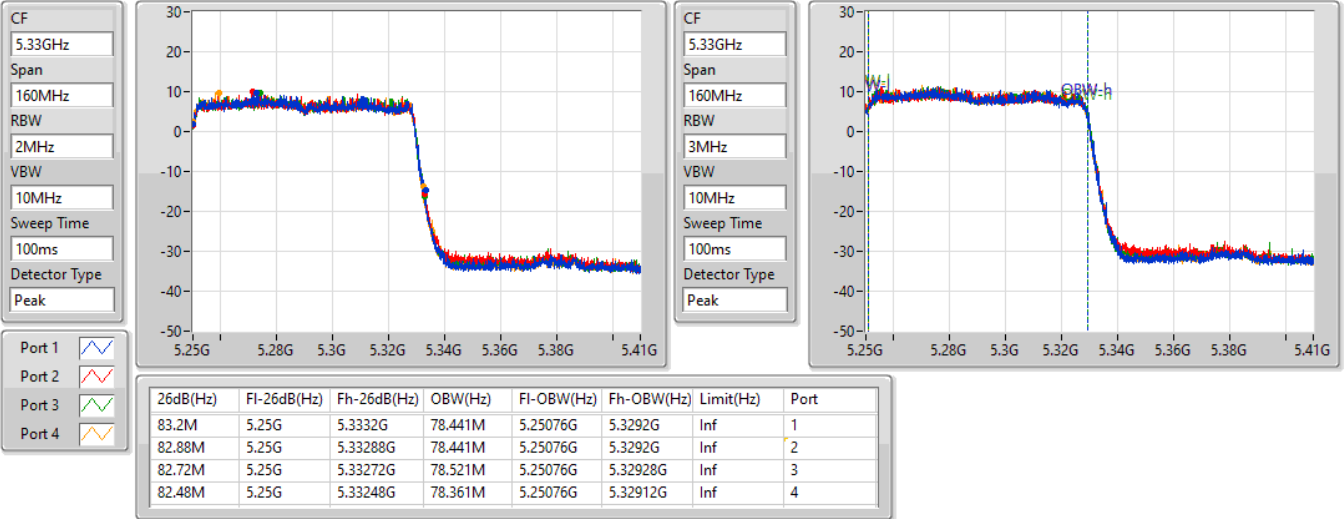 CF
5.33GHz
Span
160MHz
RBW
2MHz
VBW
10MHz
Sweep Time
100ms
Detector Type
Peak
30
20
10
0
-10
-20
-30
-40
-50
5.25G 5.28G 5.3G 5.32G 5.34G 5.36G 5.38G 5.41G
CF
5.33GHz
Span
160MHz
RBW
3MHz
VBW
10MHz
Sweep Time
100ms
Detector Type
Peak
30
20
10
0
-10
-20
-30
-40
-50
OBW-h
5.25G 5.28G 5.3G 5.32G 5.34G 5.36G 5.38G 5.41G
Port 1
Port 2
Port 3
Port 4
26dB(Hz) Fl-26dB(Hz) Fh-26dB(Hz) OBW(Hz) Fl-OBW(Hz) Fh-OBW(Hz) Limit(Hz) Port
83.2M 5.25G 5.3332G 78.441M 5.25076G 5.3292G Inf 1
82.88M 5.25G 5.33288G 78.441M 5.25076G 5.3292G Inf 2
82.72M 5.25G 5.33272G 78.521M 5.25076G 5.32928G Inf 3
82.48M 5.25G 5.33248G 78.361M 5.25076G 5.32912G Inf 4